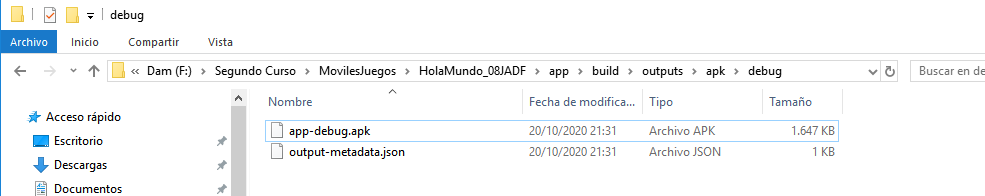 debug
Archivo Inicio Compartir Vista
« Dam (F:) > Segundo Curso > MovilesJuegos > HolaMundo_08JADF > app > build > outputs > apk > debug Buscar en de
Nombre Fecha de modifica... Tipo Tamaño
Acceso rápido
app-debug.apk 20/10/2020 21:31 Archivo APK 1.647 KB
Escritorio
output-metadata.json 20/10/2020 21:31 Archivo JSON 1 KB
Descargas
Documentos